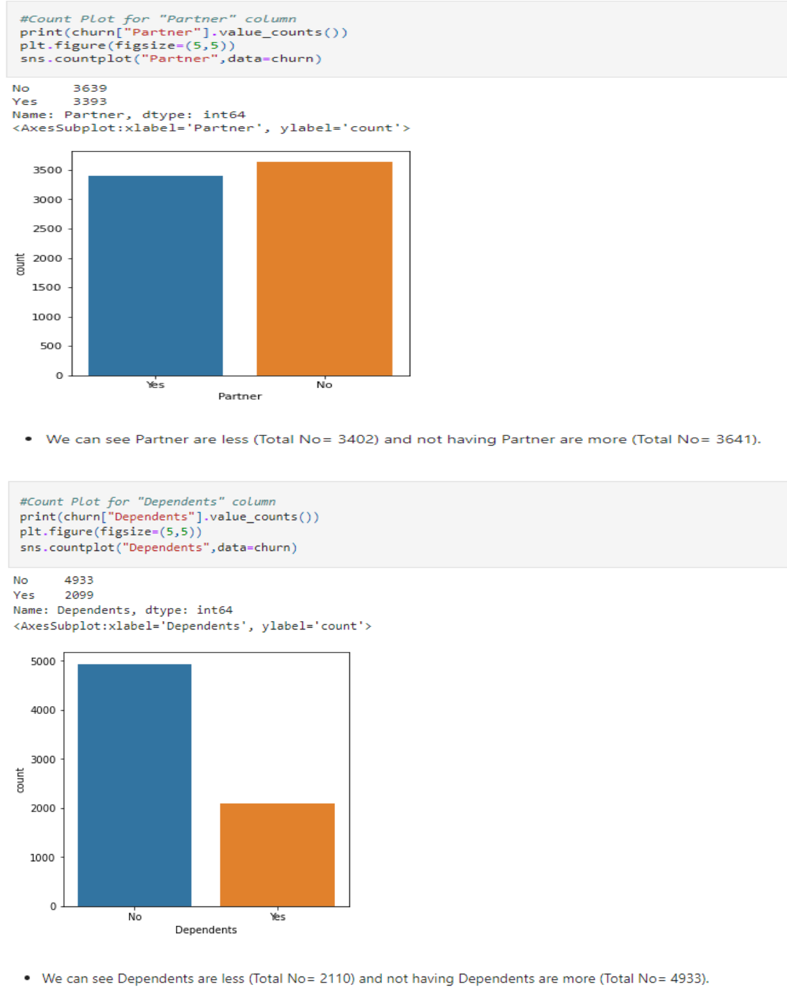 #Count Plot for "Partner" column
print(churn["Partner"].value_counts())
plt.figure(figsize=(5,5))
sns.countplot("Partner",data=churn)
No 3639
Yes 3393
Name: Partner, dtype: int64
<AxesSubplot:xlabel='Partner', ylabel='count'>
3500
3000
2500
2000
1500
1000
500
0
count
Yes No
Partner
• We can see Partner are less (Total No= 3402) and not having Partner are more (Total No= 3641).
#Count Plot for "Dependents" column
print(churn["Dependents"].value_counts())
plt.figure(figsize=(5,5))
sns.countplot("Dependents",data=churn)
No 4933
Yes 2099
Name: Dependents, dtype: int64
<AxesSubplot:xlabel='Dependents', ylabel='count'>
5000
4000
3000
2000
1000
0
count
No Yes
Dependents
• We can see Dependents are less (Total No= 2110) and not having Dependents are more (Total No= 4933).